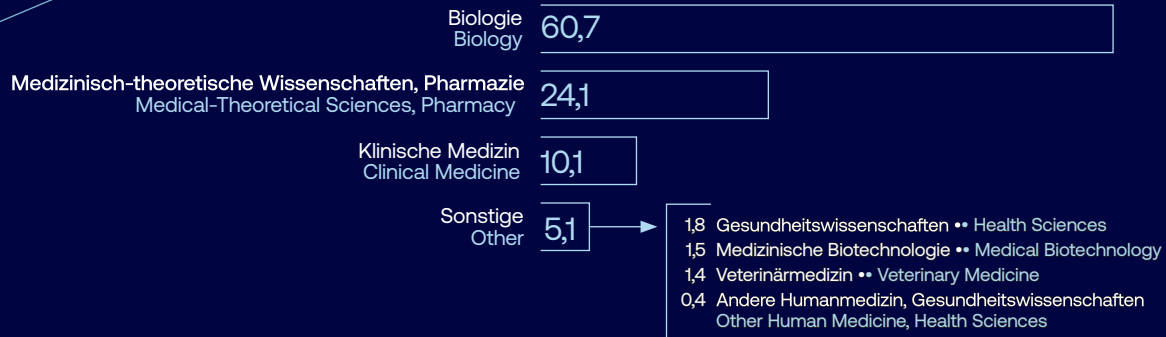 Biologie
Biology
60,7
Medizinisch-theoretische Wissenschaften, Pharmazie
Medical-Theoretical Sciences, Pharmacy
24,1
Klinische Medizin
Clinical Medicine
10,1
Sonstige
Other
5,1
1,8 Gesundheitswissenschaften •• Health Sciences
1,5 Medizinische Biotechnologie •• Medical Biotechnology
1,4 Veterinärmedizin •• Veterinary Medicine
0,4 Andere Humanmedizin, Gesundheitswissenschaften
Other Human Medicine, Health Sciences